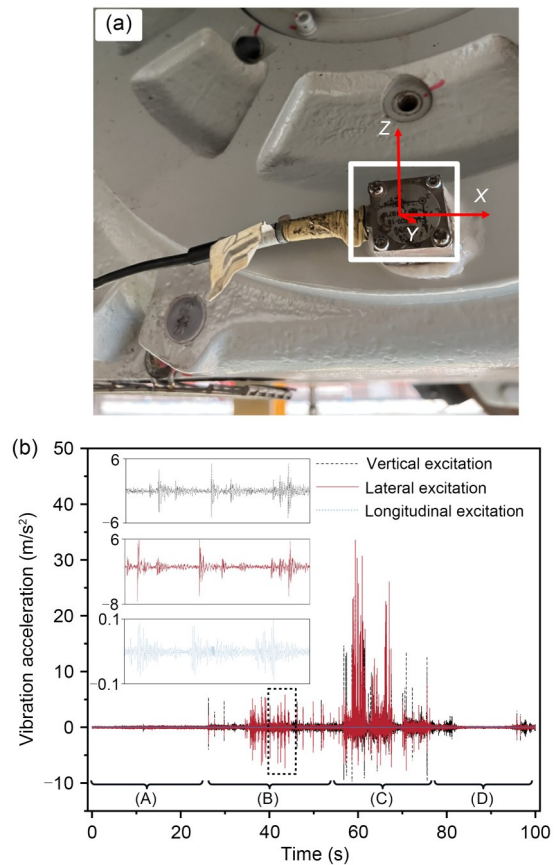 (a)
Z
X
Y
(b)
50
40
30
20
10
0
−10
Vibration acceleration (m/s²)
6
−6
6
−8
0.1
−0.1
Vertical excitation
Lateral excitation
Longitudinal excitation
(A)
(B)
(C)
(D)
0
20
40
60
80
100
Time (s)